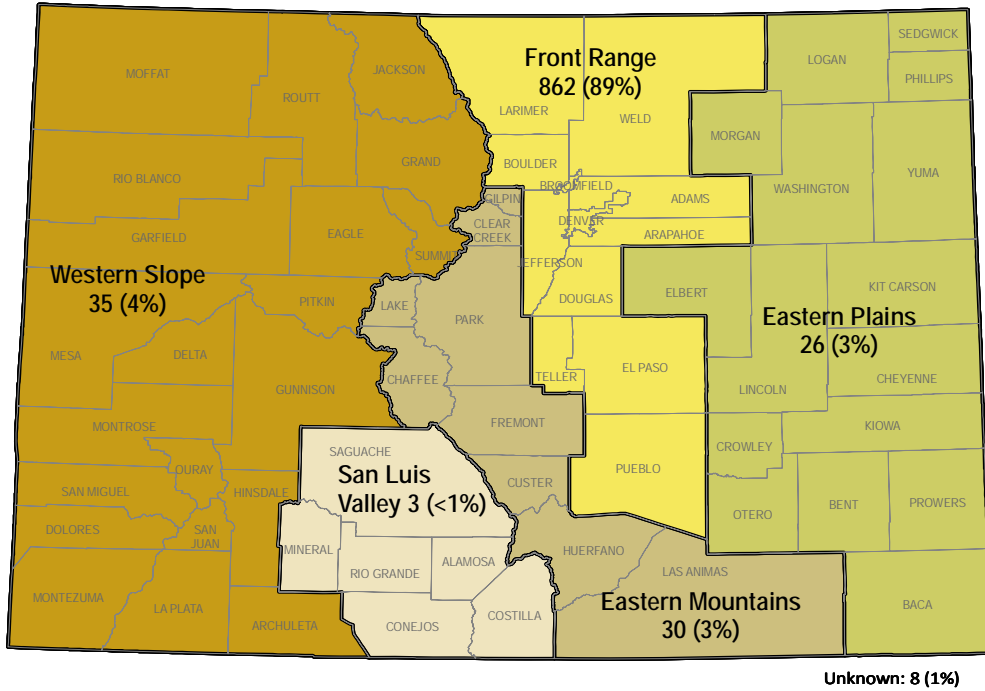 SEDGWICK
LOGAN
Front Range
862 (89%)
JACKSON
MOFFAT
PHILLIPS
ROUTT
LARIMER
WELD
MORGAN
GRAND
BOULDER
RIO BLANCO
YUMA
BROOMFIELD
WASHINGTON
GILPIN
ADAMS
DENVER
CLEAR
CREEK
GARFIELD
EAGLE
ARAPAHOE
SUMMIT
JEFFERSON
Western Slope
35 (4%)
KIT CARSON
ELBERT
DOUGLAS
PITKIN
LAKE
PARK
Eastern Plains
26 (3%)
MESA
DELTA
EL PASO
TELLER
CHAFFEE
CHEYENNE
GUNNISON
LINCOLN
FREMONT
MONTROSE
KIOWA
CROWLEY
SAGUACHE
OURAY
PUEBLO
San Luis
Valley 3 (<1%)
CUSTER
SAN MIGUEL
HINSDALE
BENT
PROWERS
OTERO
DOLORES
SAN
JUAN
MINERAL
HUERFANO
ALAMOSA
RIO GRANDE
LAS ANIMAS
MONTEZUMA
LA PLATA
Eastern Mountains
30 (3%)
BACA
COSTILLA
ARCHULETA
CONEJOS
Unknown: 8 (1%)